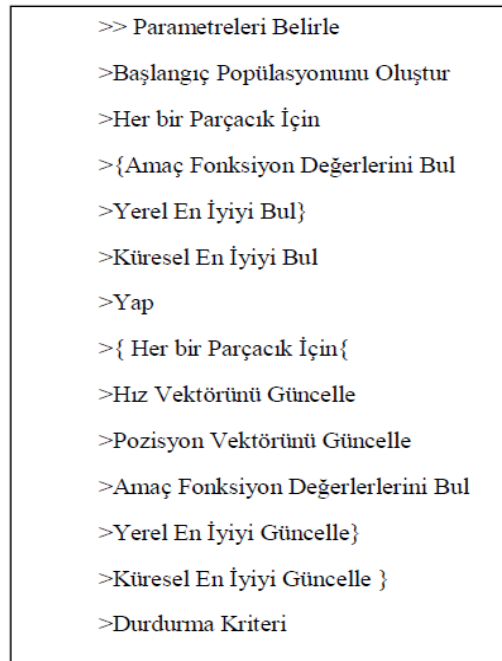 >> Parametreleri Belirle
>Başlangıç Popülasyonunu Oluştur
>Her bir Parçacık İçin
>{Amaç Fonksiyon Değerlerini Bul
>Yerel En İyiyi Bul}
>Küresel En İyiyi Bul
>Yap
>{ Her bir Parçacık İçin{
>Hız Vektörünü Güncelle
>Pozisyon Vektörünü Güncelle
>Amaç Fonksiyon Değerlerlerini Bul
>Yerel En İyiyi Güncelle}
>Küresel En İyiyi Güncelle }
>Durdurma Kriteri